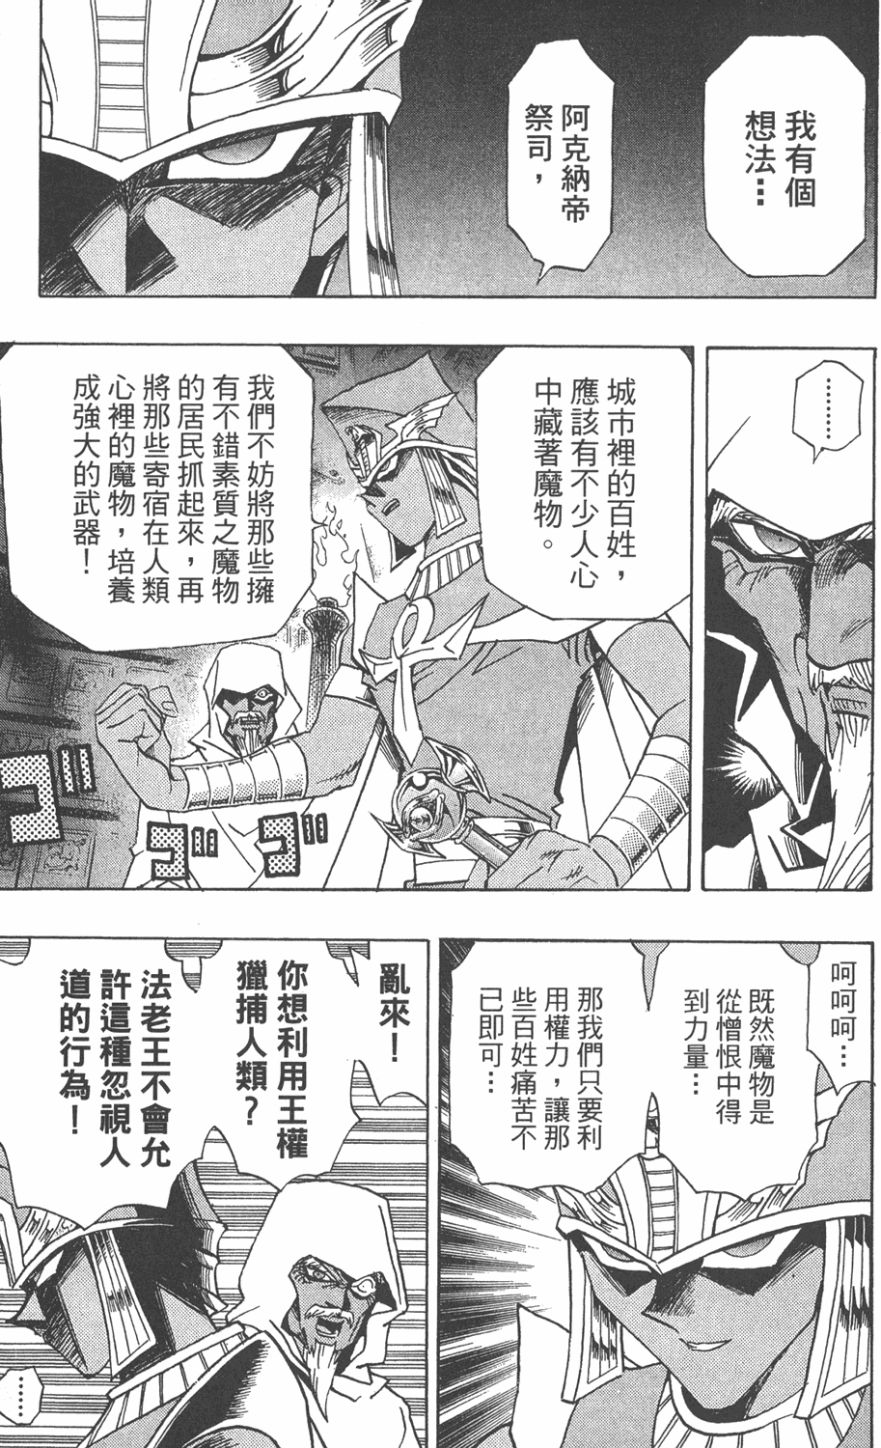 我有個
想法…
阿克納帝
祭司，
………
城市裡的百姓，
應該有不少人心
中藏著魔物。
我們不妨將那些擁
有不錯素質之魔物
的居民抓起來，再
將那些寄宿在人類
心裡的魔物，培養
成強大的武器！
ゴ
ゴ
ゴ
呵呵呵…
既然魔物是
從憎恨中得
到力量…
那我們只要利
用權力，讓那
些百姓痛苦不
已即可…
亂來！
你想利用王權
獵捕人類？
法老王不會允
許這種忽視人
道的行為！
……